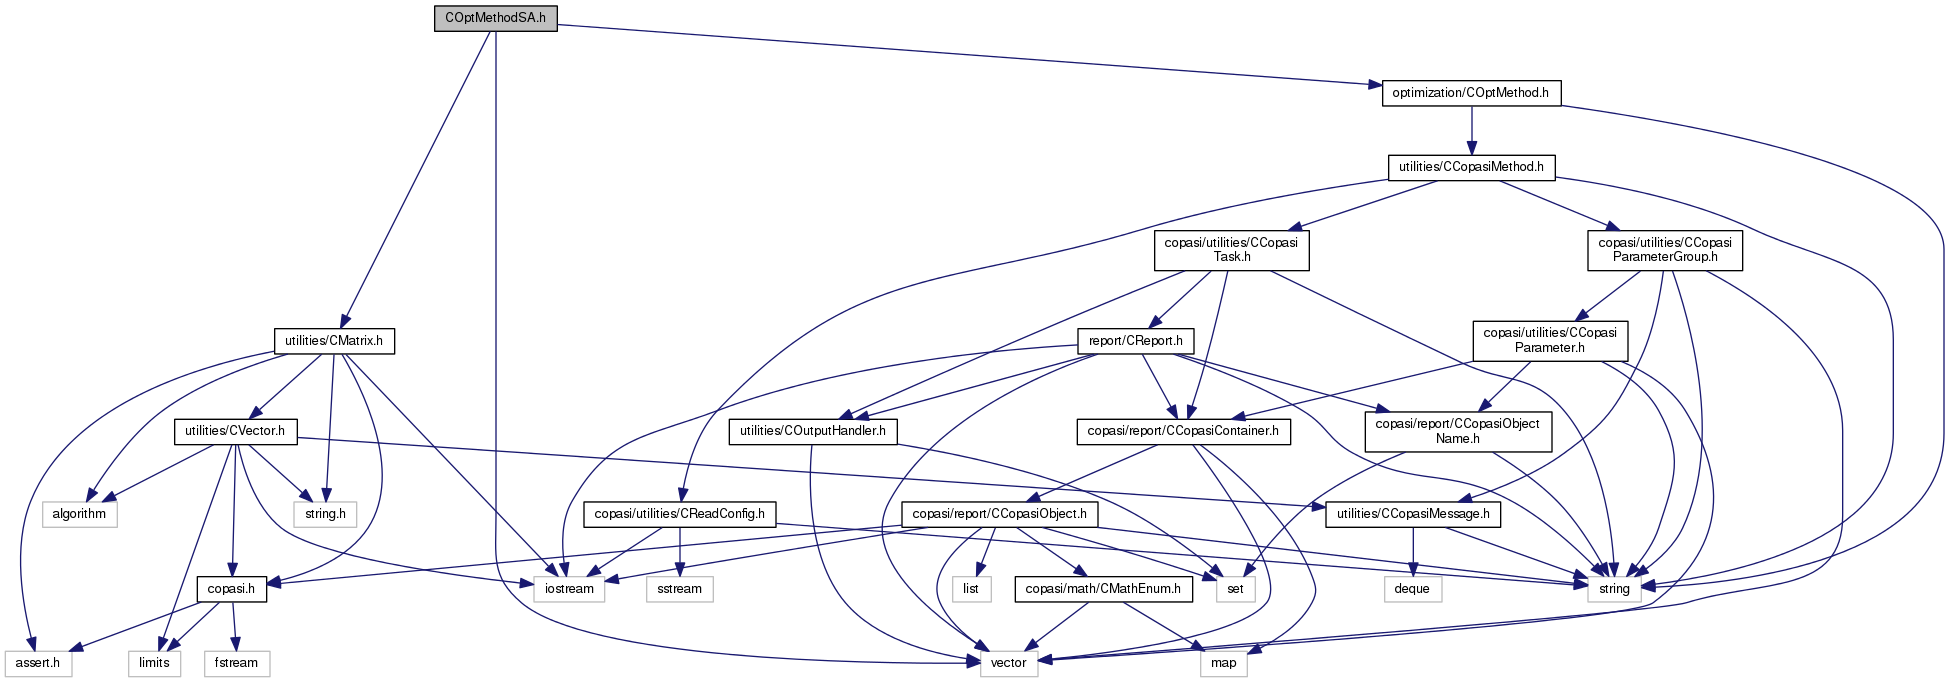 COptMethodSA.h
optimization/COptMethod.h
utilities/CCopasiMethod.h
copasi/utilities/CCopasi
Task.h
copasi/utilities/CCopasi
ParameterGroup.h
utilities/CMatrix.h
report/CReport.h
copasi/utilities/CCopasi
Parameter.h
utilities/CVector.h
utilities/COutputHandler.h
copasi/report/CCopasiContainer.h
copasi/report/CCopasiObject
Name.h
algorithm
string.h
copasi/utilities/CReadConfig.h
copasi/report/CCopasiObject.h
utilities/CCopasiMessage.h
copasi.h
iostream
sstream
list
copasi/math/CMathEnum.h
set
deque
string
assert.h
limits
fstream
vector
map